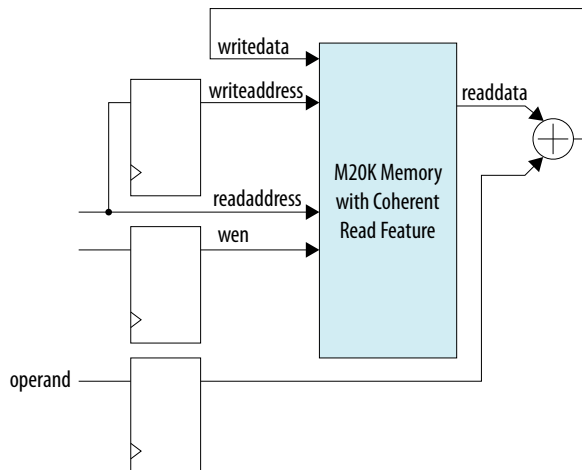 writedata
writeaddress
readdata
M20K Memory
with Coherent
Read Feature
readaddress
wen
operand